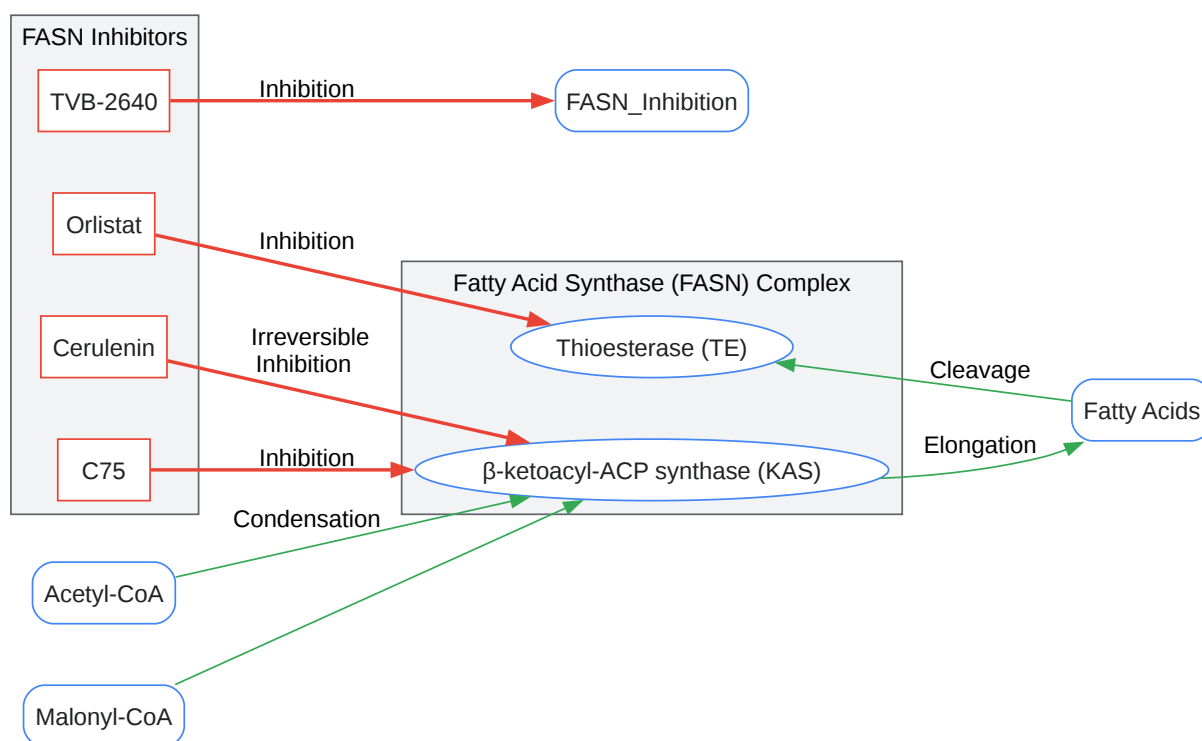 FASN Inhibitors
TVB-2640
Inhibition
FASN_Inhibition
Orlistat
Inhibition
Fatty Acid Synthase (FASN) Complex
Cerulenin
Irreversible
Inhibition
Thioesterase (TE)
Cleavage
Fatty Acids
C75
Inhibition
β-ketoacyl-ACP synthase (KAS)
Elongation
Condensation
Acetyl-CoA
Malonyl-CoA